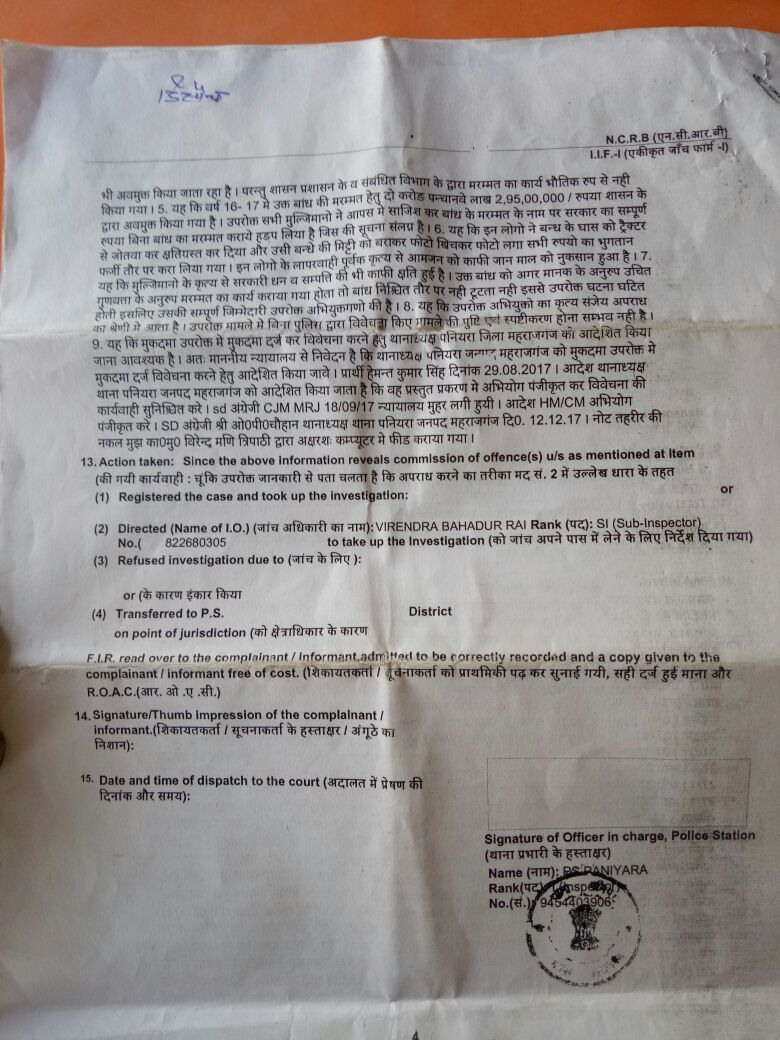 N.C.R.B (एन.सी.आर.बी)
I.I.F.-I (एकीकृत जाँच फार्म -I)
भी अवमुक्त किया जाता रहा है । परन्तु शासन प्रशासन के व संबंधित विभाग के द्वारा मरम्मत का कार्य भौतिक रुप से नही
किया गया । 5. यह कि वर्ष 16- 17 मे उक्त बांध की मरम्मत हेतु दो करोड पन्चानवे लाख 2,95,00,000 / रुपया शासन के
द्वारा अवमुक्त किया गया है । उपरोक्त सभी मुल्जिमानो ने आपस मे साजिश कर बांध के मरम्मत के नाम पर सरकार का सम्पूर्ण
रुपया बिना बांध का मरम्मत कराये हडप लिया है जिस की सूचना संलग्न है । 6. यह कि इन लोगो ने बन्धे के घास को ट्रैक्टर
से जोतवा कर क्षतिग्रस्त कर दिया और उसी बन्धे की मिट्टी को बराकर फोटो खिचकर फोटो लगा सभी रुपयो का भुगतान
फर्जी तौर पर करा लिया गया । इन लोगो के लापरवाही पूर्वक कृत्य से आमजन को काफी जान माल को नुकसान हुआ है । 7.
यह कि मुल्जिमानो के कृत्य से सरकारी धन व सम्पति की भी काफी क्षति हुई है । उक्त बांध को अगर मानक के अनुरुप उचित
गुणवत्ता के अनुरुप मरम्मत का कार्य कराया गया होता तो बांध निश्चित तौर पर नही टूटता नही इससे उपरोक्त घटना घटित
होती इसलिए उसकी सम्पूर्ण जिम्मेदारी उपरोक्त अभियुक्तगणो की है । 8. यह कि उपरोक्त अभियुक्तो का कृत्य संजेय अपराध
का श्रेणी मे आता है । उपरोक्त मामले मे बिना पुलिस द्वारा विवेचना किए मामले की पुष्टि एवं स्पष्टीकरण होना सम्भव नही है ।
9. यह कि मुकदमा उपरोक्त मे मुकदमा दर्ज कर विवेचना करने हेतु थानाध्यक्ष पनियरा जिला महराजगंज को आदेशित किया
जाना आवश्यक है । अतः माननीय न्यायालय से निवेदन है कि थानाध्यक्ष पनियरा जनपद महराजगंज को मुकदमा उपरोक्त मे
मुकदमा दर्ज विवेचना करने हेतु आदेशित किया जावे । प्रार्थी हेमन्त कुमार सिंह दिनांक 29.08.2017 । आदेश थानाध्यक्ष
थाना पनियरा जनपद महराजगंज को आदेशित किया जाता है कि वह प्रस्तुत प्रकरण मे अभियोग पंजीकृत कर विवेचना की
कार्यवाही सुनिश्चित करे । sd अंग्रेजी CJM MRJ 18/09/17 न्यायालय मुहर लगी हुयी । आदेश HM/CM अभियोग
पंजीकृत करे । SD अंग्रेजी श्री ओ0पी0चौहान थानाध्यक्ष थाना पनियरा जनपद महराजगंज दि0. 12.12.17 । नोट तहरीर की
नकल मुझ का0मु0 विरेन्द मणि त्रिपाठी द्वारा अक्षरशः कम्प्यूटर मे फीड कराया गया ।
13. Action taken: Since the above information reveals commission of offence(s) u/s as mentioned at Item
(की गयी कार्यवाही : चूंकि उपरोक्त जानकारी से पता चलता है कि अपराध करने का तरीका मद सं. 2 में उल्लेख धारा के तहत
(1) Registered the case and took up the investigation: or
(2) Directed (Name of I.O.) (जांच अधिकारी का नाम): VIRENDRA BAHADUR RAI Rank (पद): SI (Sub-Inspector)
No.( 822680305 to take up the Investigation (को जांच अपने पास में लेने के लिए निर्देश दिया गया)
(3) Refused investigation due to (जांच के लिए ):
or (के कारण इंकार किया
(4) Transferred to P.S. District
on point of jurisdiction (को क्षेत्राधिकार के कारण
F.I.R. read over to the complainant / informant,admitted to be correctly recorded and a copy given to the
complainant / informant free of cost. (शिकायतकर्ता / सूचनाकर्ता को प्राथमिकी पढ़ कर सुनाई गयी, सही दर्ज हुई माना और
R.O.A.C.(आर. ओ .ए .सी.)
14. Signature/Thumb impression of the complainant /
informant.(शिकायतकर्ता / सूचनाकर्ता के हस्ताक्षर / अंगूठे का
निशान):
15. Date and time of dispatch to the court (अदालत में प्रेषण की
दिनांक और समय):
Signature of Officer in charge, Police Station
(थाना प्रभारी के हस्ताक्षर)
Name (नाम): PS PANIYARA
Rank(पद): I (Inspector)
No.(सं.): 9454403906
4